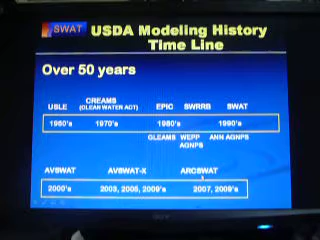 SWAT
USDA Modeling History
Time Line
Over 50 years
USLE CREAMS EPIC SWRRB SWAT
(CLEAN WATER ACT)
1960's 1970's 1980's 1990's
GLEAMS WEPP ANN AGNPS
AGNPS
AVSWAT AVSWAT-X ARCSWAT
2000's 2003, 2005, 2009's 2007, 2009's
acer